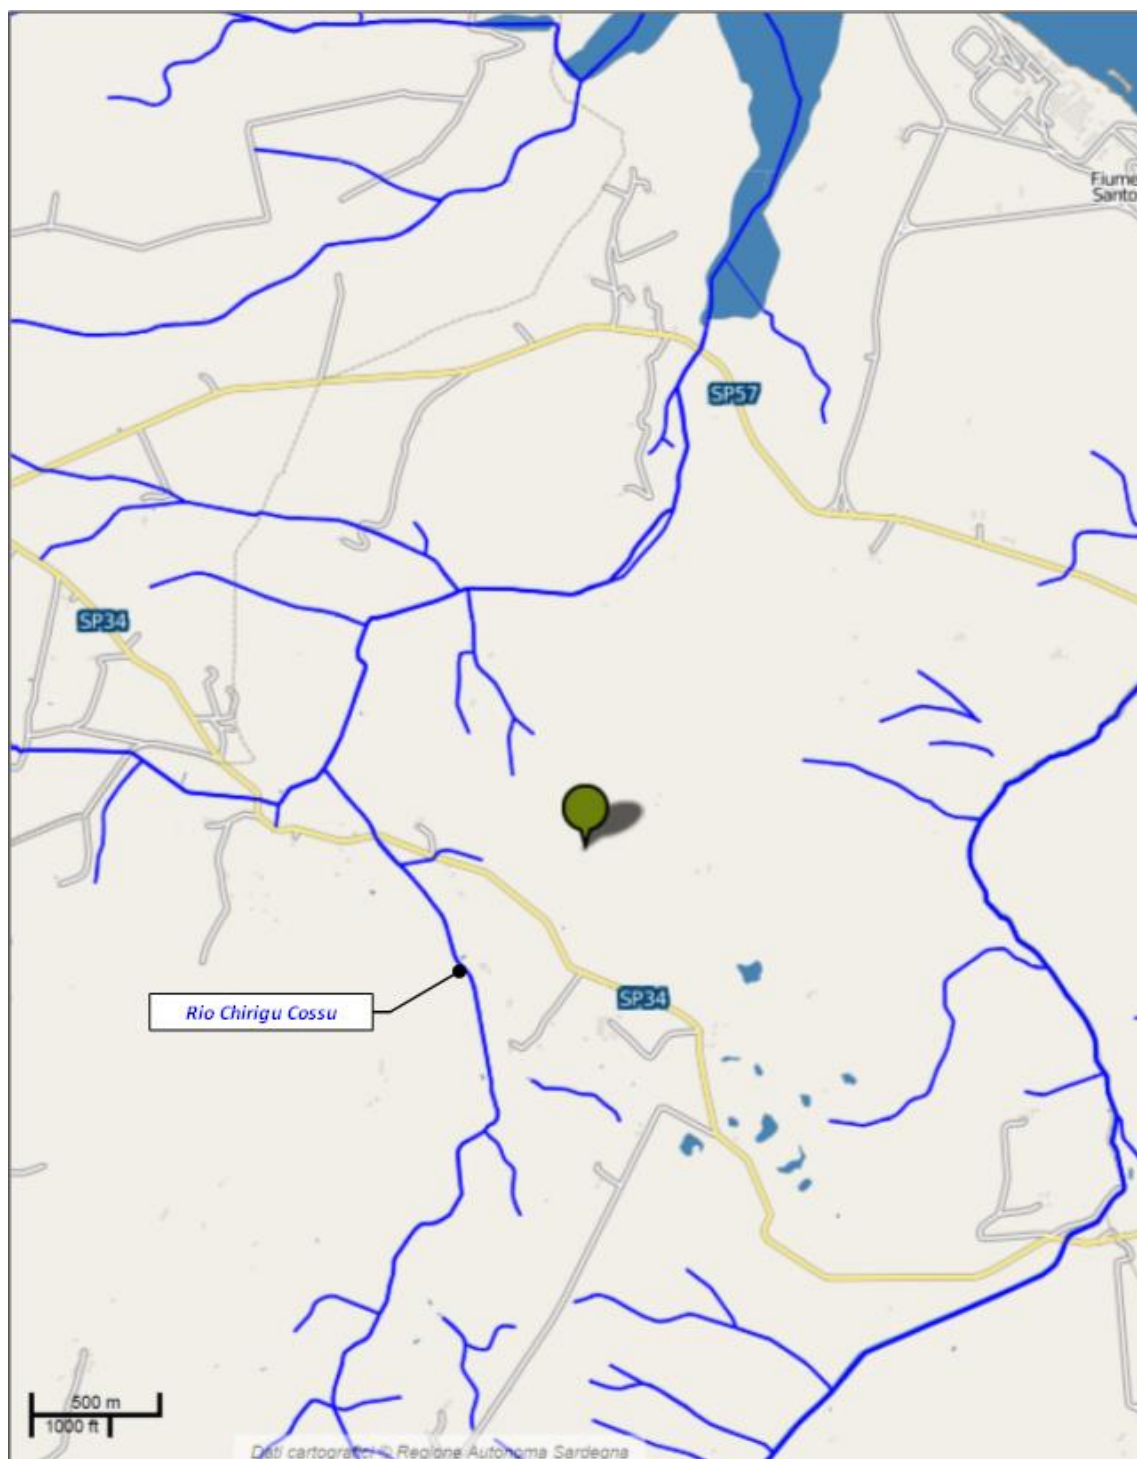 Fiume
Santo
SP57
SP34
Rio Chirigu Cossu
SP34
500 m
1000 ft
Dati cartografici © Regione Autonoma Sardegna